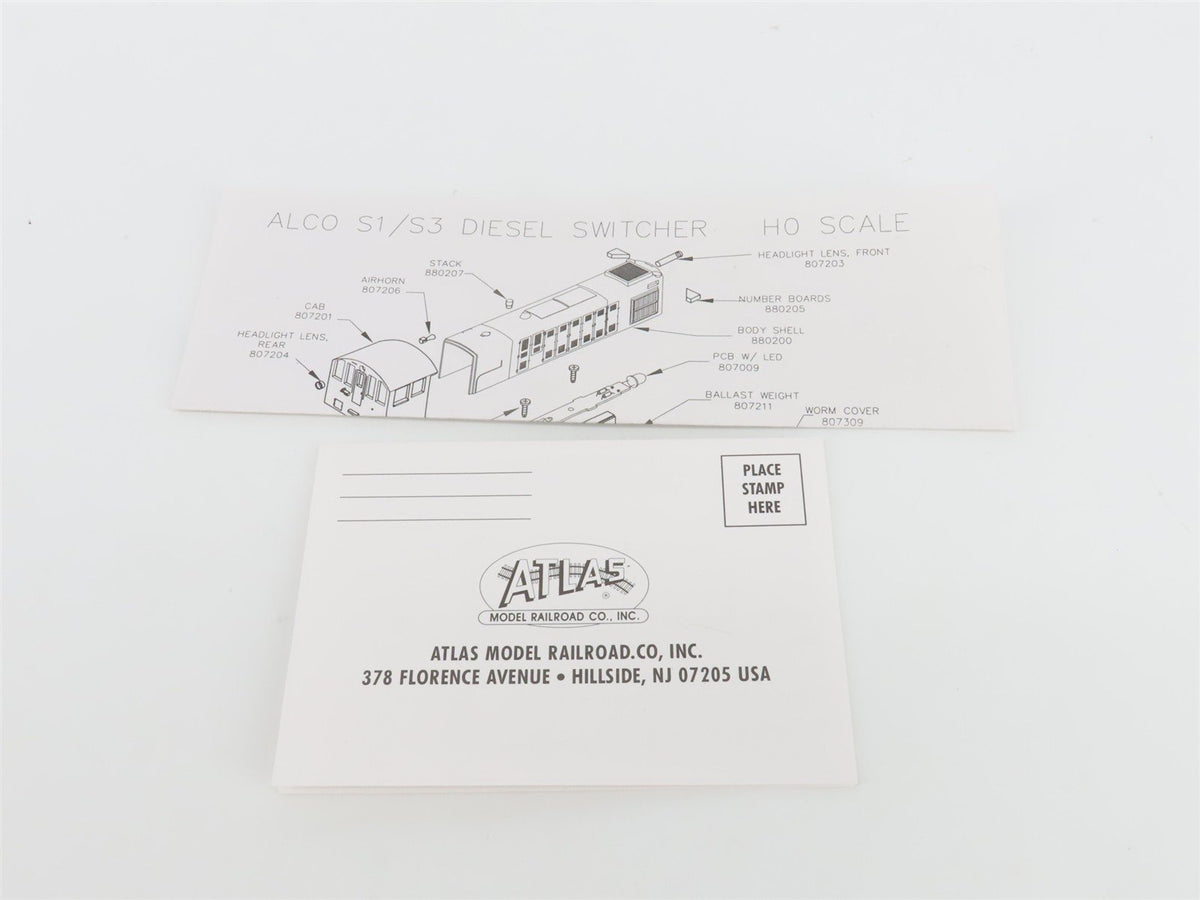 ALCO S1/S3 DIESEL SWITCHER HO SCALE
HEADLIGHT LENS, FRONT
807203
STACK
880207
AIRHORN
807206
NUMBER BOARDS
880205
CAB
807201
BODY SHELL
880200
HEADLIGHT LENS,
REAR
807204
PCB W/ LED
807009
BALLAST WEIGHT
807211
WORM COVER
807309
PLACE
STAMP
HERE
ATLAS
®
MODEL RAILROAD CO., INC.
ATLAS MODEL RAILROAD.CO, INC.
378 FLORENCE AVENUE • HILLSIDE, NJ 07205 USA